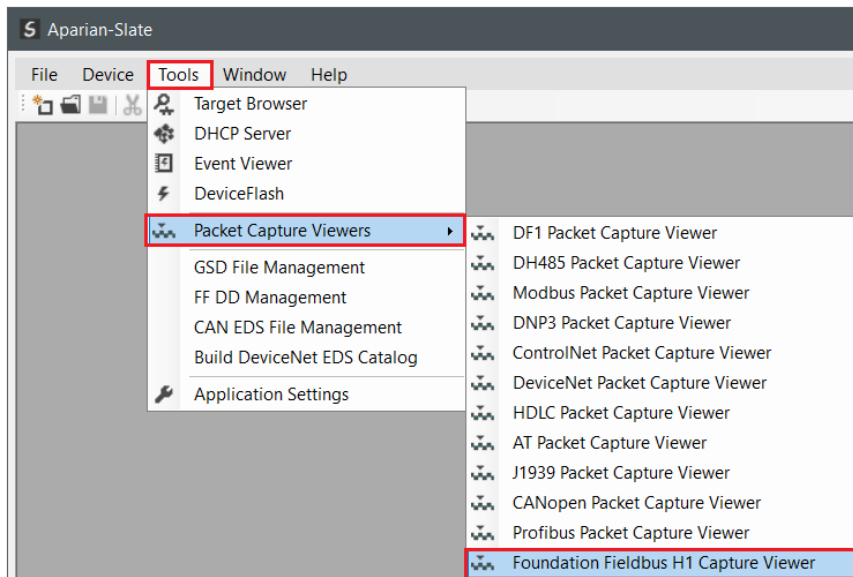 Aparian-Slate
File Device Tools Window Help
Target Browser
DHCP Server
Event Viewer
DeviceFlash
Packet Capture Viewers
GSD File Management
FF DD Management
CAN EDS File Management
Build DeviceNet EDS Catalog
Application Settings
DF1 Packet Capture Viewer
DH485 Packet Capture Viewer
Modbus Packet Capture Viewer
DNP3 Packet Capture Viewer
ControlNet Packet Capture Viewer
DeviceNet Packet Capture Viewer
HDLC Packet Capture Viewer
AT Packet Capture Viewer
J1939 Packet Capture Viewer
CANopen Packet Capture Viewer
Profibus Packet Capture Viewer
Foundation Fieldbus H1 Capture Viewer